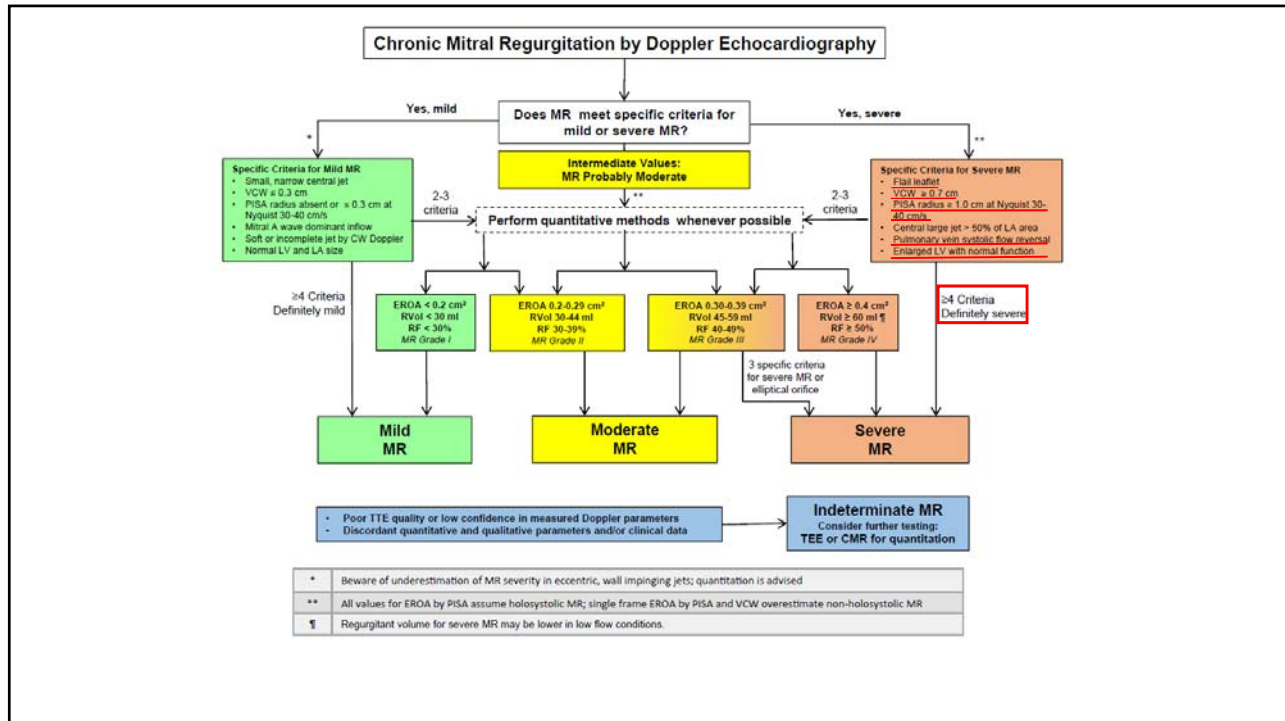 Chronic Mitral Regurgitation by Doppler Echocardiography
Yes, mild
Does MR meet specific criteria for
mild or severe MR?
Yes, severe
*
**
Intermediate Values:
MR Probably Moderate
**
Specific Criteria for Mild MR
• Small, narrow central jet
• VCW ≤ 0.3 cm
• PISA radius absent or ≤ 0.3 cm at
Nyquist 30-40 cm/s
• Mitral A wave dominant inflow
• Soft or incomplete jet by CW Doppler
• Normal LV and LA size
2-3
criteria
Perform quantitative methods whenever possible
2-3
criteria
Specific Criteria for Severe MR
• Flail leaflet
• VCW ≥ 0.7 cm
• PISA radius ≥ 1.0 cm at Nyquist 30-
40 cm/s
• Central large jet > 50% of LA area
• Pulmonary vein systolic flow reversal
• Enlarged LV with normal function
≥4 Criteria
Definitely mild
EROA < 0.2 cm²
RVol < 30 ml
RF < 30%
MR Grade I
EROA 0.2-0.29 cm²
RVol 30-44 ml
RF 30-39%
MR Grade II
EROA 0.30-0.39 cm²
RVol 45-59 ml
RF 40-49%
MR Grade III
EROA ≥ 0.4 cm²
RVol ≥ 60 ml ¶
RF ≥ 50%
MR Grade IV
≥4 Criteria
Definitely severe
3 specific criteria
for severe MR or
elliptical orifice
Mild
MR
Moderate
MR
Severe
MR
• Poor TTE quality or low confidence in measured Doppler parameters
• Discordant quantitative and qualitative parameters and/or clinical data
Indeterminate MR
Consider further testing:
TEE or CMR for quantitation
* Beware of underestimation of MR severity in eccentric, wall impinging jets; quantitation is advised
** All values for EROA by PISA assume holosystolic MR; single frame EROA by PISA and VCW overestimate non-holosystolic MR
¶ Regurgitant volume for severe MR may be lower in low flow conditions.